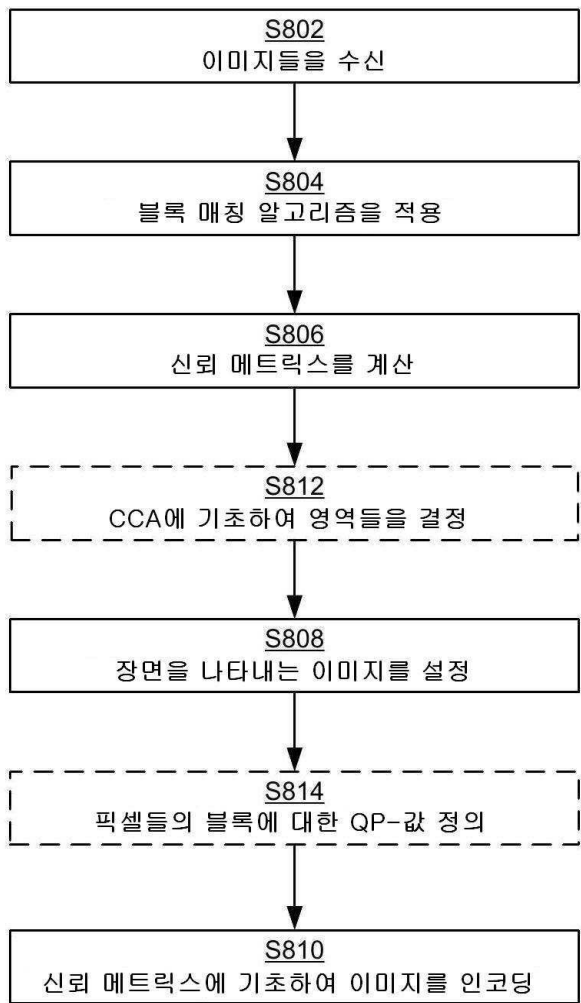 S802
이미지들을 수신
S804
블록 매칭 알고리즘을 적용
S806
신뢰 메트릭스를 계산
S812
CCA에 기초하여 영역들을 결정
S808
장면을 나타내는 이미지를 설정
S814
픽셀들의 블록에 대한 QP-값 정의
S810
신뢰 메트릭스에 기초하여 이미지를 인코딩